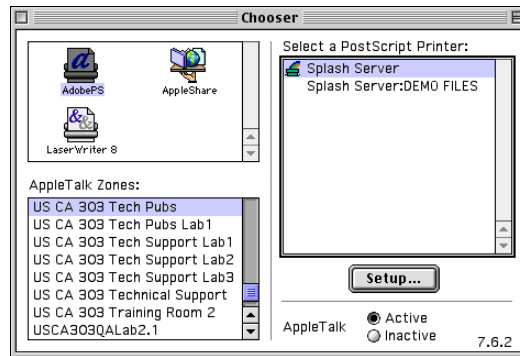 Chooser
AdobePS
AppleShare
LaserWriter 8
AppleTalk Zones:
US CA 303 Tech Pubs
US CA 303 Tech Pubs Lab1
US CA 303 Tech Support Lab1
US CA 303 Tech Support Lab2
US CA 303 Tech Support Lab3
US CA 303 Technical Support
US CA 303 Training Room 2
USCA303QALab2.1
Select a PostScript Printer:
Splash Server
Splash Server:DEMO FILES
Setup...
AppleTalk
Active
Inactive
7.6.2